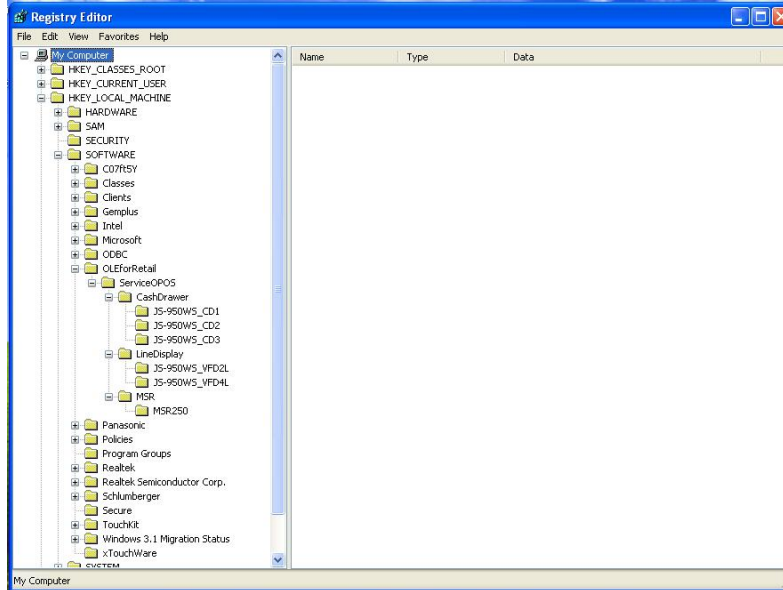 Registry Editor
File Edit View Favorites Help
My Computer
Name Type Data
HKEY_CLASSES_ROOT
HKEY_CURRENT_USER
HKEY_LOCAL_MACHINE
HARDWARE
SAM
SECURITY
SOFTWARE
C07ft5Y
Classes
Clients
Gemplus
Intel
Microsoft
ODBC
OLEforRetail
ServiceOPOS
CashDrawer
JS-950WS_CD1
JS-950WS_CD2
JS-950WS_CD3
LineDisplay
JS-950WS_VFD2L
JS-950WS_VFD4L
MSR
MSR250
Panasonic
Policies
Program Groups
Realtek
Realtek Semiconductor Corp.
Schlumberger
Secure
TouchKit
Windows 3.1 Migration Status
xTouchWare
SYSTEM
My Computer